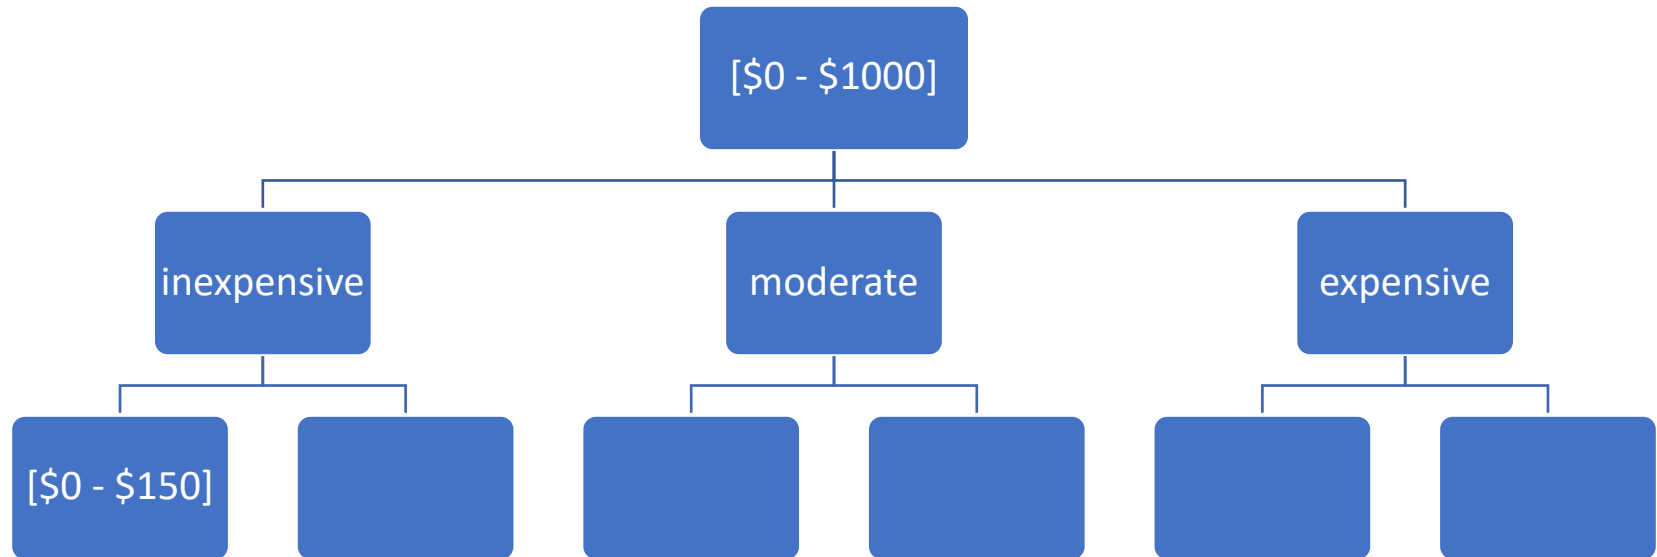 [$0 - $1000]
inexpensive
moderate
expensive
[$0 - $150]